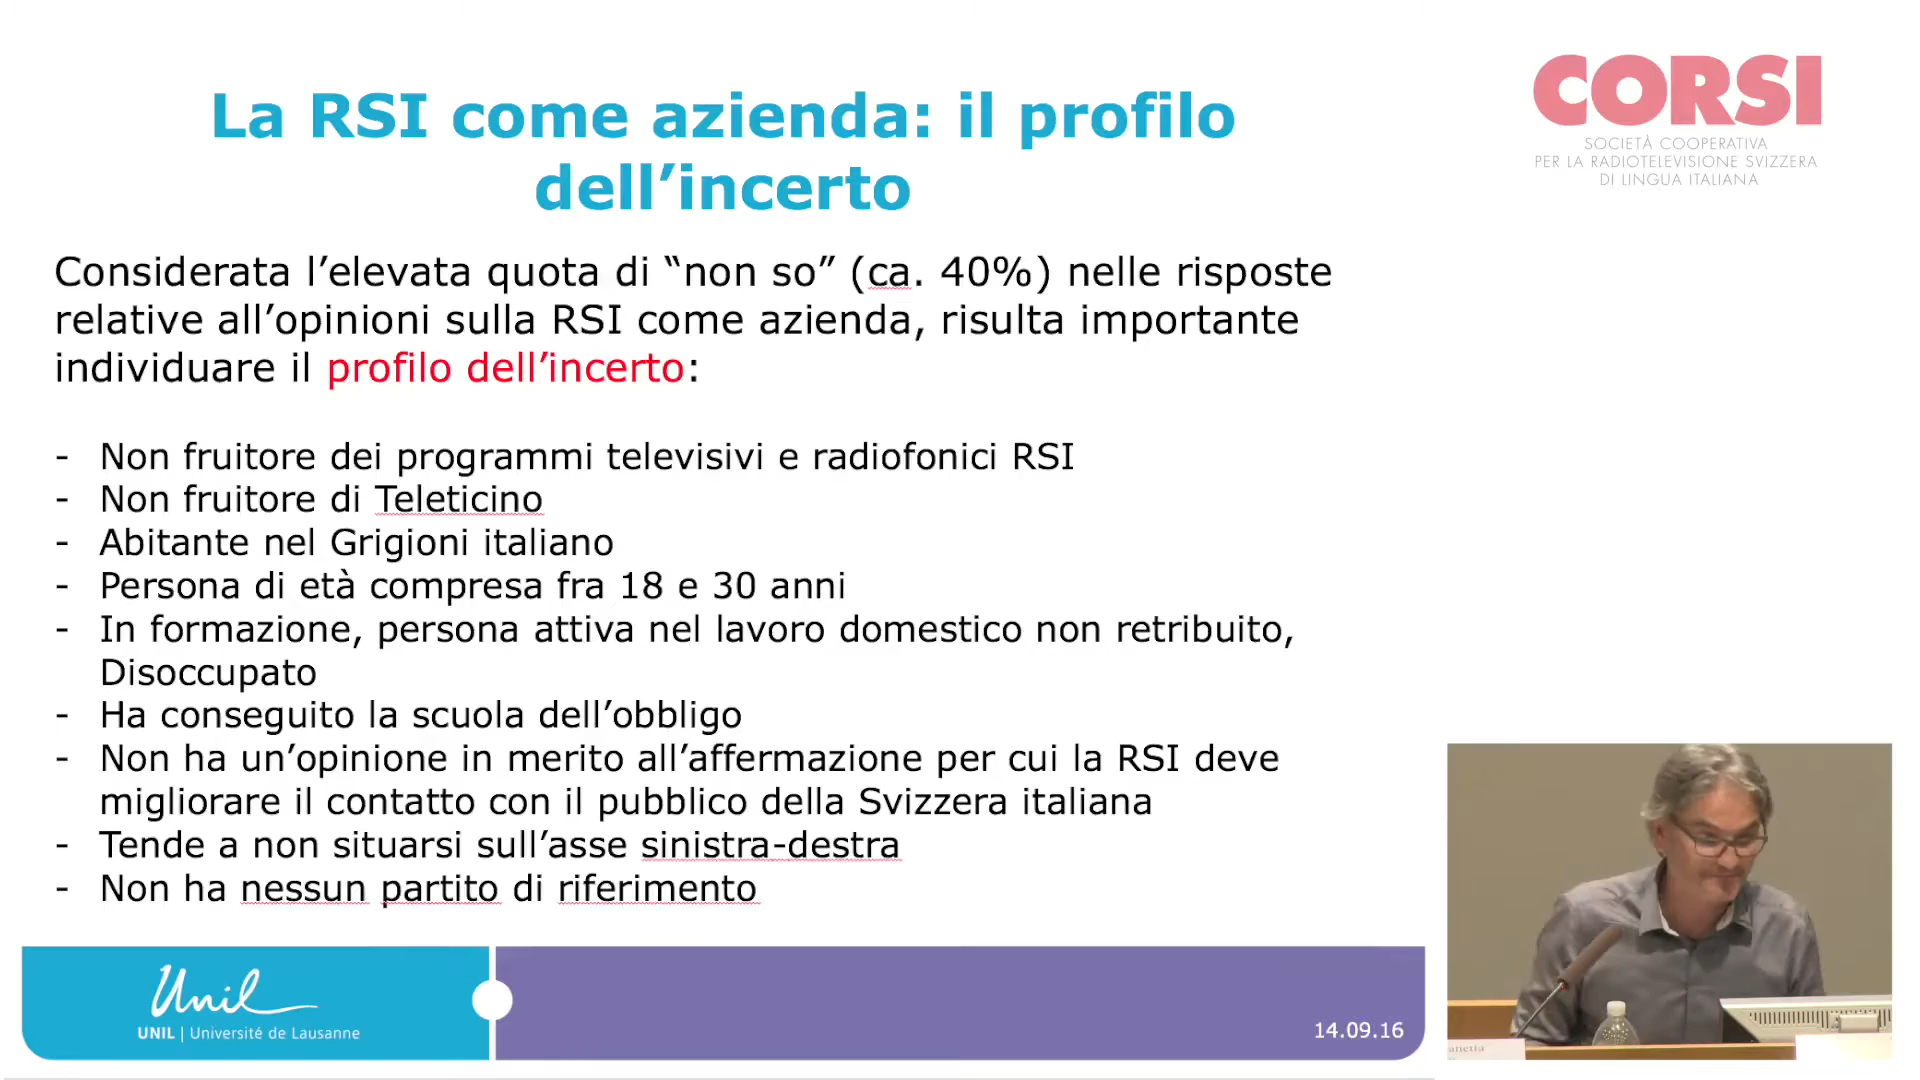 La RSI come azienda: il profilo
dell’incerto
CORSI
SOCIETÀ COOPERATIVA
PER LA RADIOTELEVISIONE SVIZZERA
DI LINGUA ITALIANA
Considerata l’elevata quota di “non so” (ca. 40%) nelle risposte
relative all’opinioni sulla RSI come azienda, risulta importante
individuare il profilo dell’incerto:
- Non fruitore dei programmi televisivi e radiofonici RSI
- Non fruitore di Teleticino
- Abitante nel Grigioni italiano
- Persona di età compresa fra 18 e 30 anni
- In formazione, persona attiva nel lavoro domestico non retribuito,
Disoccupato
- Ha conseguito la scuola dell’obbligo
- Non ha un’opinione in merito all’affermazione per cui la RSI deve
migliorare il contatto con il pubblico della Svizzera italiana
- Tende a non situarsi sull’asse sinistra-destra
- Non ha nessun partito di riferimento
Unil
UNIL | Université de Lausanne
14.09.16